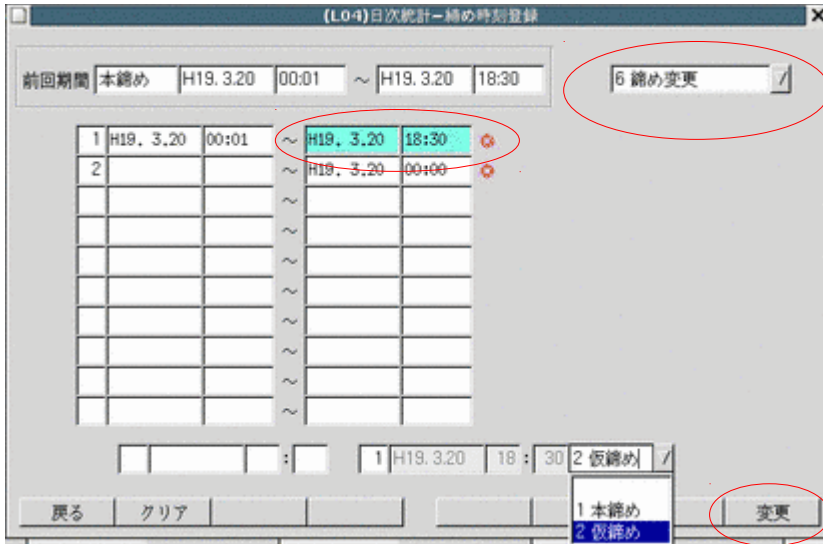 (L04)日次統計－締め時刻登録
前回期間 本締め H19. 3.20 00:01 ～ H19. 3.20 18:30 6 締め変更
1 H19. 3.20 00:01 ～ H19. 3.20 18:30
2 ～ H19. 3.20 00:00
～
～
～
～
～
～
～
～
: 1 H19. 3.20 18 : 30 2 仮締め
1 本締め
2 仮締め
戻る クリア 変更